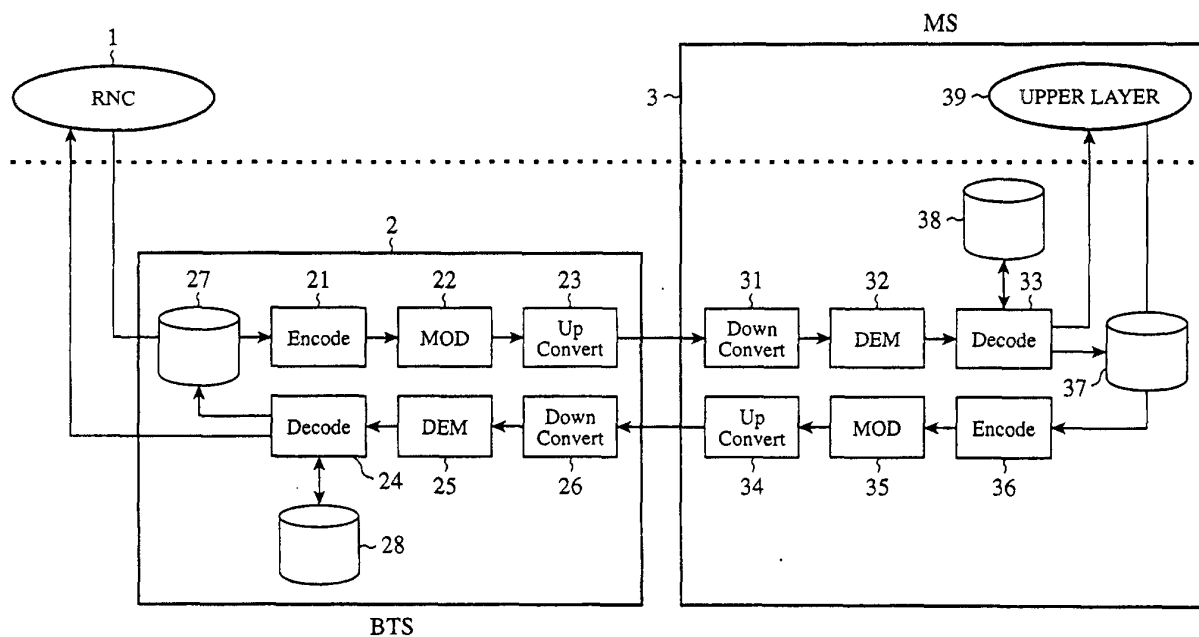 MS
1
RNC
3
39
UPPER LAYER
38
2
27
21
22
23
31
32
33
Encode
MOD
Up
Convert
Down
Convert
DEM
Decode
37
Decode
DEM
Down
Convert
Up
Convert
MOD
Encode
24
25
26
34
35
36
28
BTS